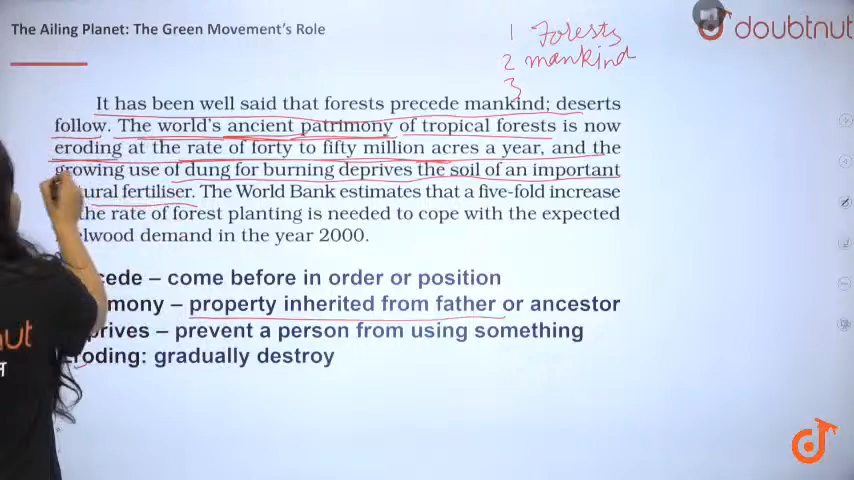 The Ailing Planet: The Green Movement's Role
1 Forests
2 mankind
3
doubtnut
It has been well said that forests precede mankind; deserts
follow. The world's ancient patrimony of tropical forests is now
eroding at the rate of forty to fifty million acres a year, and the
growing use of dung for burning deprives the soil of an important
tural fertiliser. The World Bank estimates that a five-fold increase
the rate of forest planting is needed to cope with the expected
elwood demand in the year 2000.
cede – come before in order or position
mony – property inherited from father or ancestor
prives – prevent a person from using something
Eroding: gradually destroy
nut